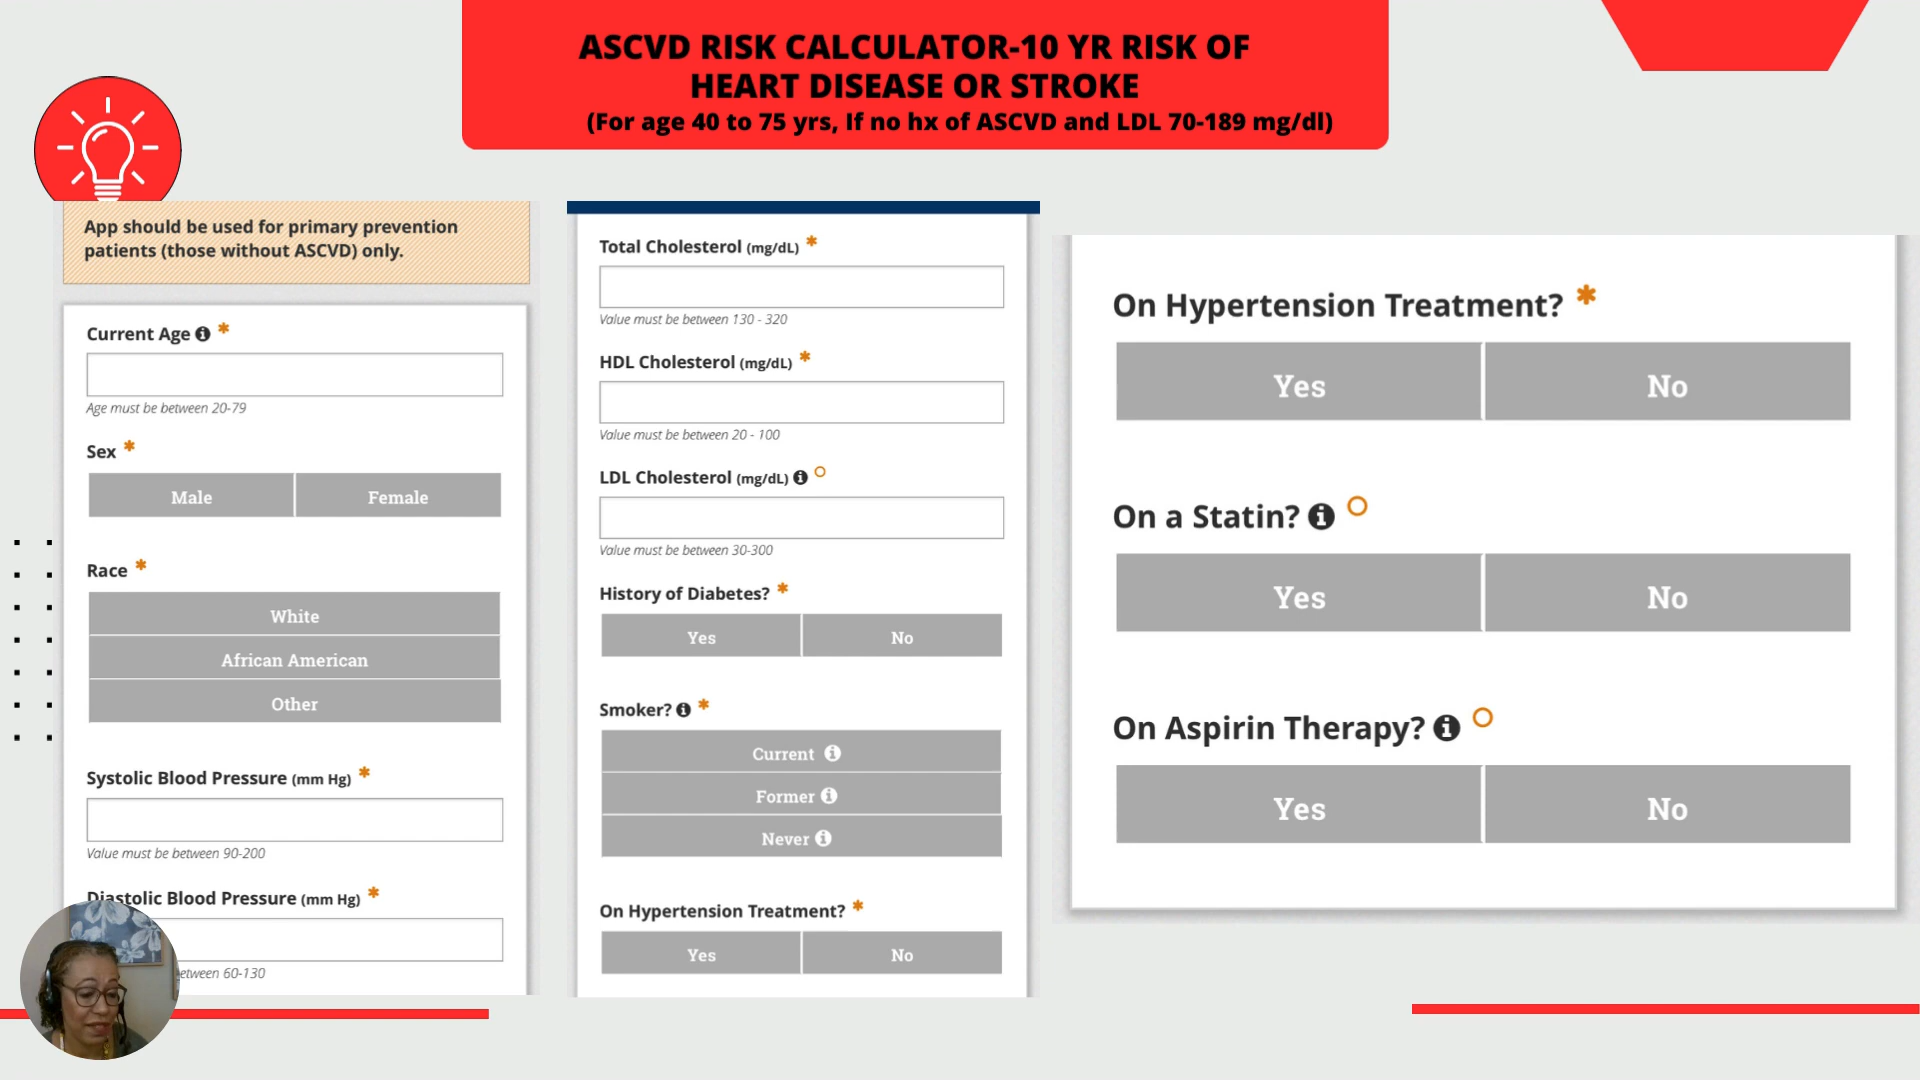 ASCVD RISK CALCULATOR-10 YR RISK OF
HEART DISEASE OR STROKE
(For age 40 to 75 yrs, If no hx of ASCVD and LDL 70-189 mg/dl)
App should be used for primary prevention
patients (those without ASCVD) only.
Current Age *
Age must be between 20-79
Sex *
Male
Female
Race *
White
African American
Other
Systolic Blood Pressure (mm Hg) *
Value must be between 90-200
Diastolic Blood Pressure (mm Hg) *
etween 60-130
Total Cholesterol (mg/dL) *
Value must be between 130 - 320
HDL Cholesterol (mg/dL) *
Value must be between 20 - 100
LDL Cholesterol (mg/dL)
Value must be between 30-300
History of Diabetes? *
Yes
No
Smoker? *
Current
Former
Never
On Hypertension Treatment? *
Yes
No
On Hypertension Treatment? *
Yes
No
On a Statin?
Yes
No
On Aspirin Therapy?
Yes
No